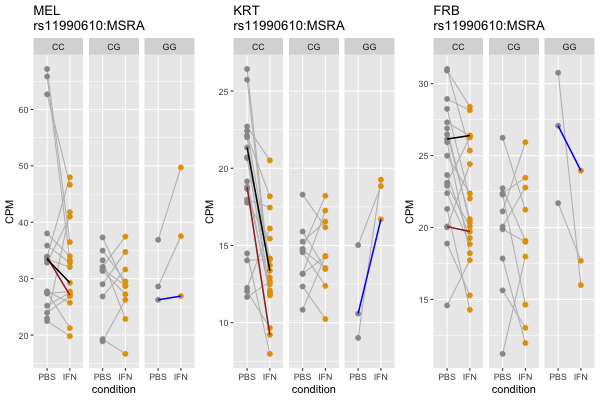 MEL
rs11990610:MSRA
CC CG GG
CPM
60
50
40
30
20
PBS IFN PBS IFN PBS IFN
condition
KRT
rs11990610:MSRA
CC CG GG
CPM
25
20
15
10
PBS IFN PBS IFN PBS IFN
condition
FRB
rs11990610:MSRA
CC CG GG
CPM
30
25
20
15
PBS IFN PBS IFN PBS IFN
condition